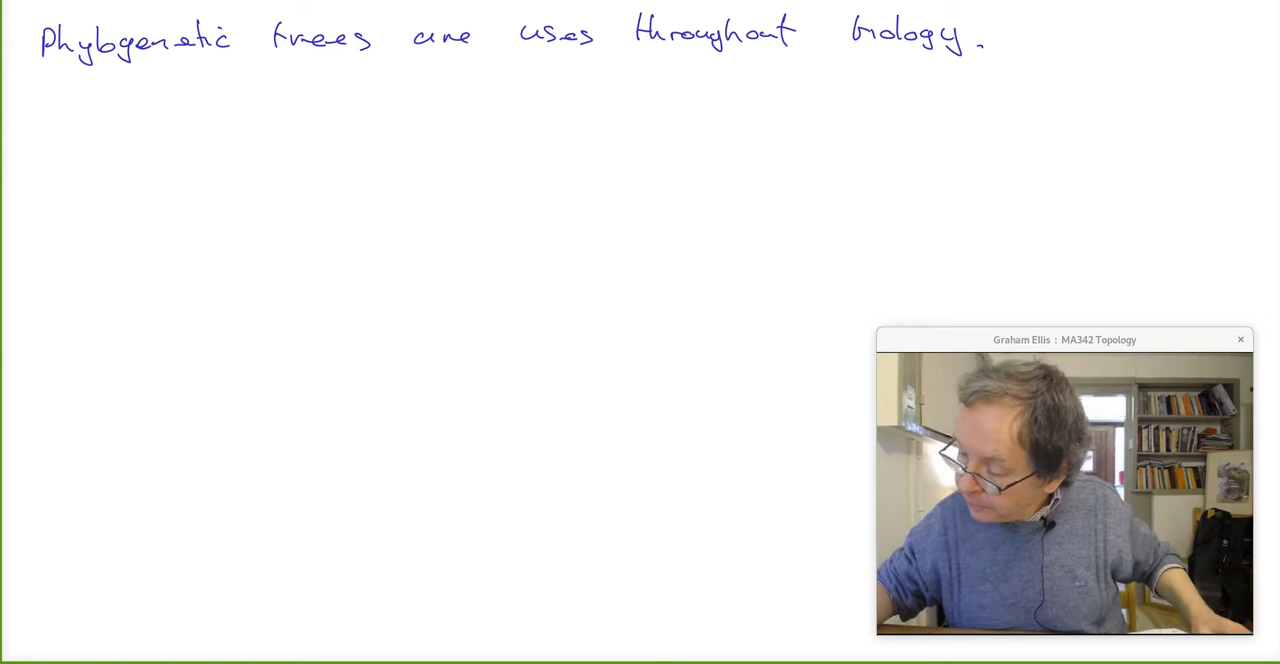 Phylogenetic trees are uses throughout biology.
Graham Ellis : MA342 Topology